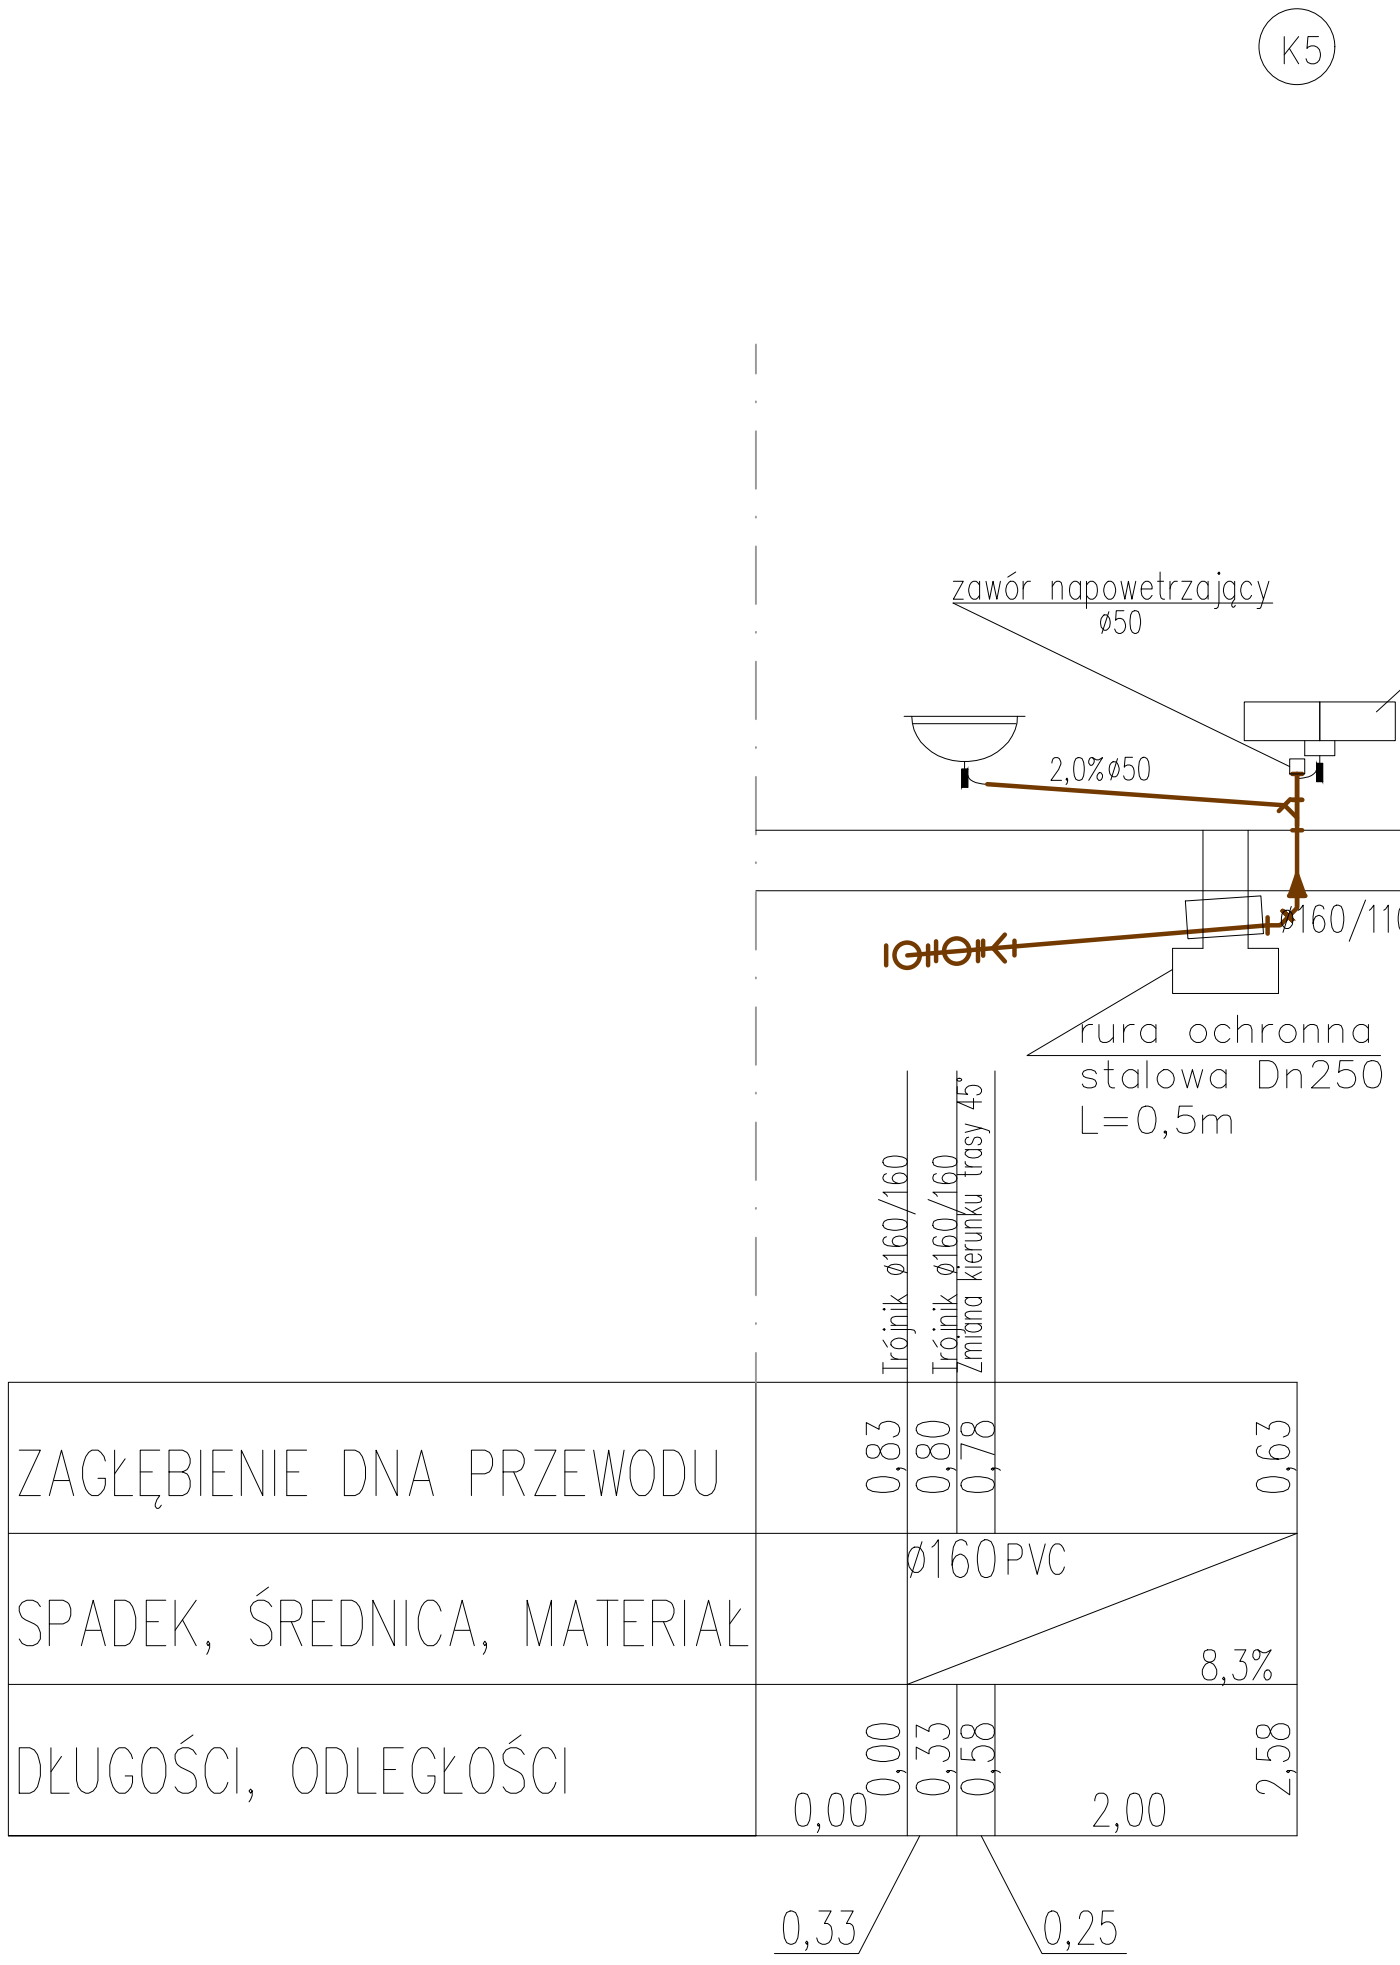 K5
zawór napowetrzający
ø50
2,0%ø50
rura ochronna
stalowa Dn250
L=0,5m
Trójnik ø160/160
Trójnik ø160/160
Zmiana kierunku trasy 45°
ZAGŁĘBIENIE DNA PRZEWODU
0,83
0,80
0,78
0,63
SPADEK, ŚREDNICA, MATERIAŁ
ø160 PVC
8,3%
DŁUGOŚCI, ODLEGŁOŚCI
0,00
0,33
0,58
2,58
0,00
2,00
0,33
0,25